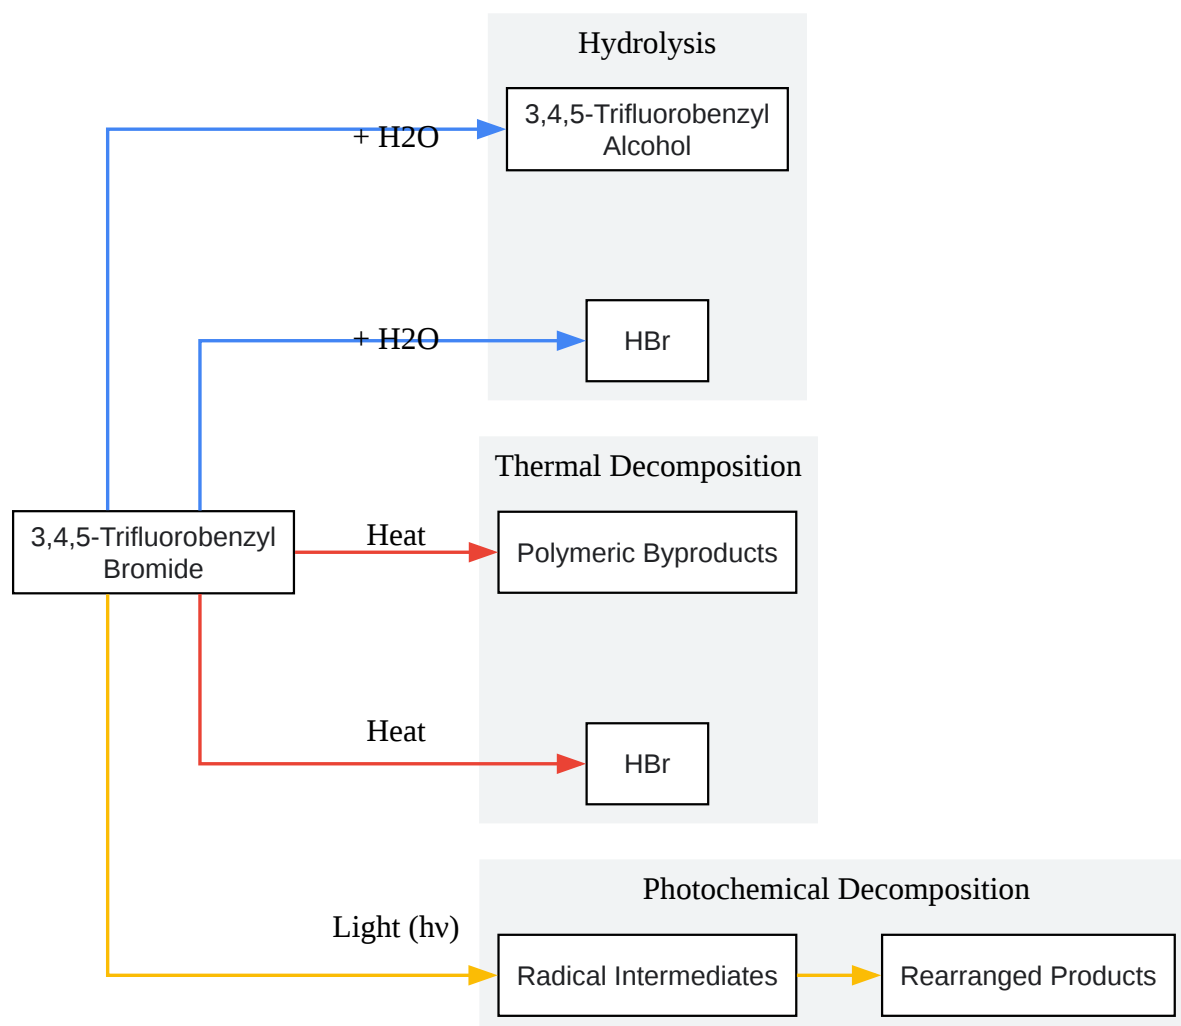 Hydrolysis
3,4,5-Trifluorobenzyl
Alcohol
+ H2O
+ H2O
HBr
Thermal Decomposition
3,4,5-Trifluorobenzyl
Bromide
Heat
Polymeric Byproducts
Heat
HBr
Photochemical Decomposition
Light (hν)
Radical Intermediates
Rearranged Products